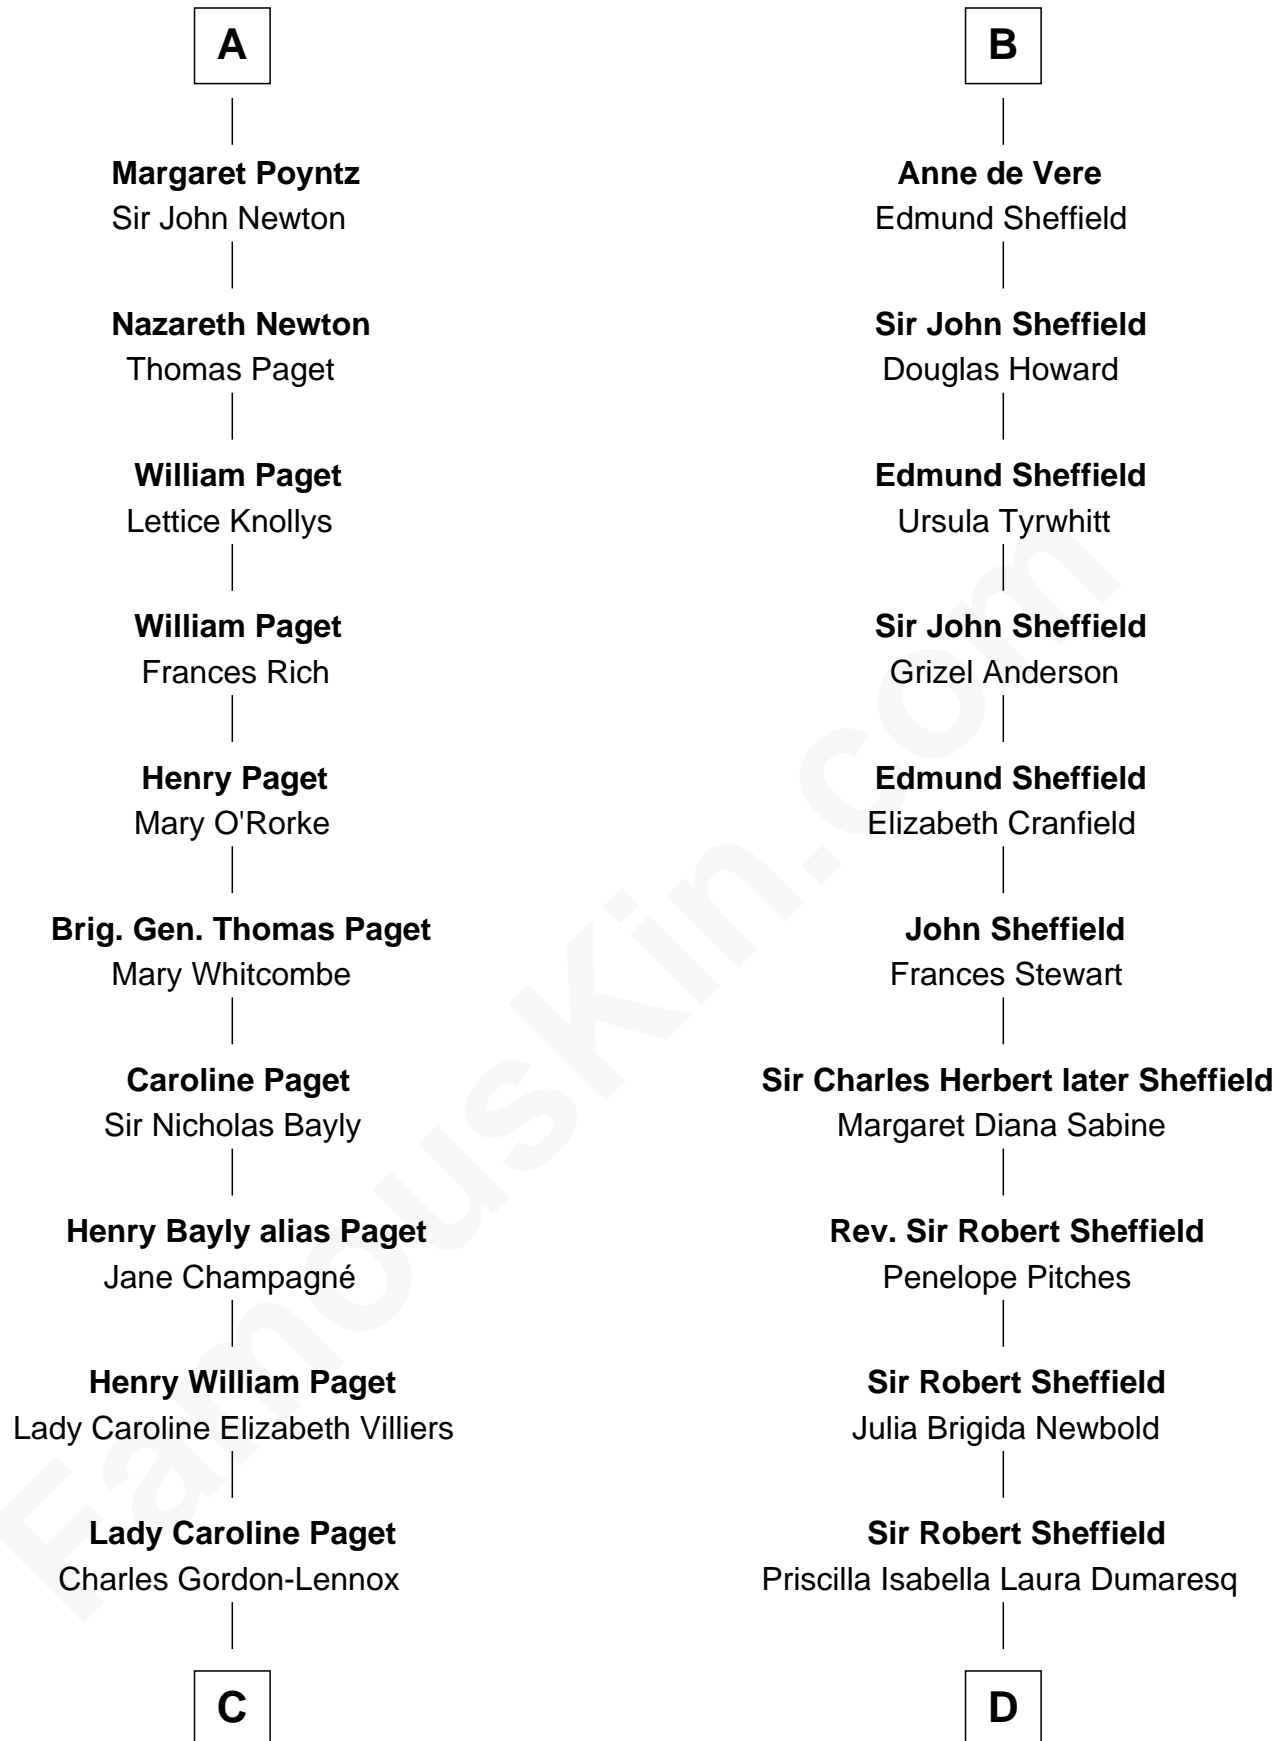 A
Margaret Poyntz
Sir John Newton
Nazareth Newton
Thomas Paget
William Paget
Lettice Knollys
William Paget
Frances Rich
Henry Paget
Mary O'Rorke
Brig. Gen. Thomas Paget
Mary Whitcombe
Caroline Paget
Sir Nicholas Bayly
Henry Bayly alias Paget
Jane Champagné
Henry William Paget
Lady Caroline Elizabeth Villiers
Lady Caroline Paget
Charles Gordon-Lennox
C
B
Anne de Vere
Edmund Sheffield
Sir John Sheffield
Douglas Howard
Edmund Sheffield
Ursula Tyrwhitt
Sir John Sheffield
Grizel Anderson
Edmund Sheffield
Elizabeth Cranfield
John Sheffield
Frances Stewart
Sir Charles Herbert later Sheffield
Margaret Diana Sabine
Rev. Sir Robert Sheffield
Penelope Pitches
Sir Robert Sheffield
Julia Brigida Newbold
Sir Robert Sheffield
Priscilla Isabella Laura Dumaresq
D
FamousKin.com